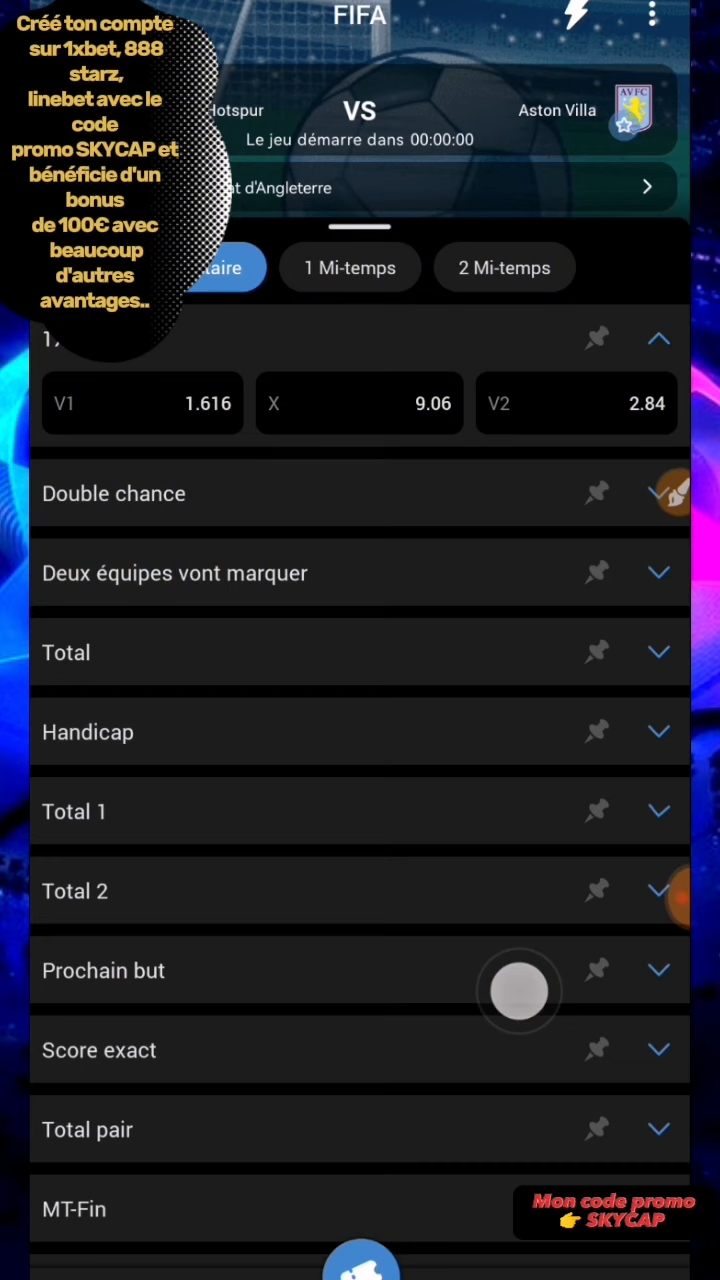 FIFA
Créé ton compte
sur 1xbet, 888
starz,
linebet avec le
code
promo SKYCAP et
bénéficie d'un
bonus
de 100€ avec
beaucoup
d'autres
avantages..
VS
Aston Villa
AVFC
Le jeu démarre dans 00:00:00
d'Angleterre
1 Mi-temps
2 Mi-temps
V1 1.616
X 9.06
V2 2.84
Double chance
Deux équipes vont marquer
Total
Handicap
Total 1
Total 2
Prochain but
Score exact
Total pair
MT-Fin
Mon code promo
👉 SKYCAP